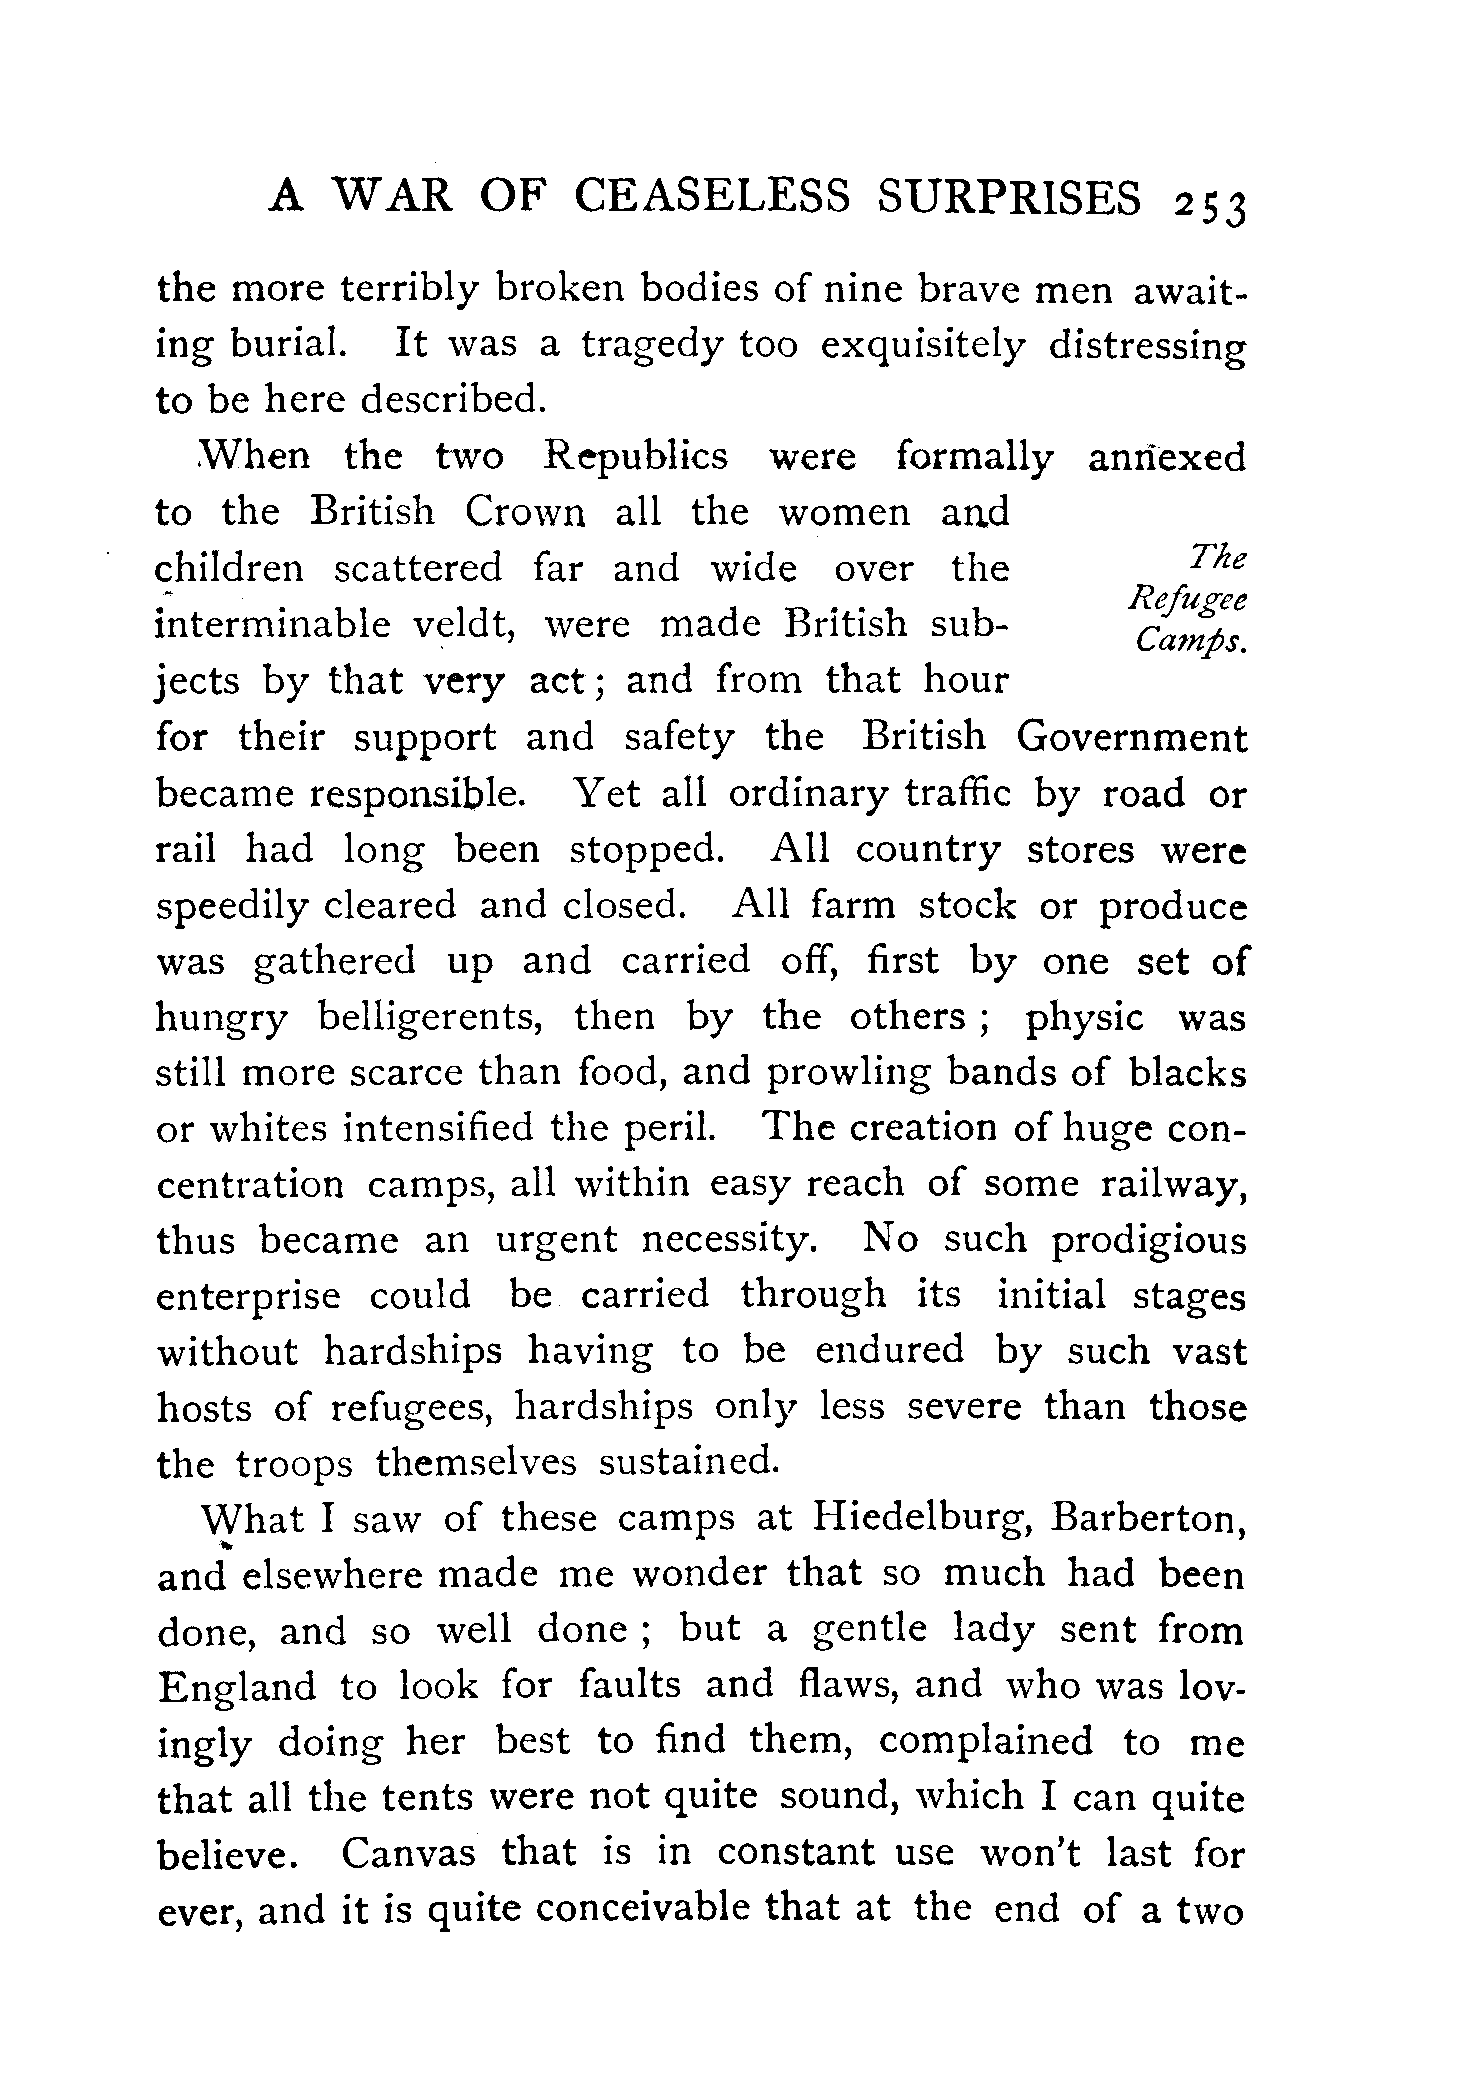 A WAR OF CEASELESS SURPRISES 253
the more terribly broken bodies of nine brave men await-
ing burial. It was a tragedy too exquisitely distressing
to be here described.
When the two Republics were formally annexed
to the British Crown all the women and
children scattered far and wide over the
interminable veldt, were made British sub-
jects by that very act; and from that hour
The
Refugee
Camps.
for their support and safety the British Government
became responsible. Yet all ordinary traffic by road or
rail had long been stopped. All country stores were
speedily cleared and closed. All farm stock or produce
was gathered up and carried off, first by one set of
hungry belligerents, then by the others; physic was
still more scarce than food, and prowling bands of blacks
or whites intensified the peril. The creation of huge con-
centration camps, all within easy reach of some railway,
thus became an urgent necessity. No such prodigious
enterprise could be carried through its initial stages
without hardships having to be endured by such vast
hosts of refugees, hardships only less severe than those
the troops themselves sustained.
What I saw of these camps at Hiedelburg, Barberton,
and elsewhere made me wonder that so much had been
done, and so well done; but a gentle lady sent from
England to look for faults and flaws, and who was lov-
ingly doing her best to find them, complained to me
that all the tents were not quite sound, which I can quite
believe. Canvas that is in constant use won't last for
ever, and it is quite conceivable that at the end of a two